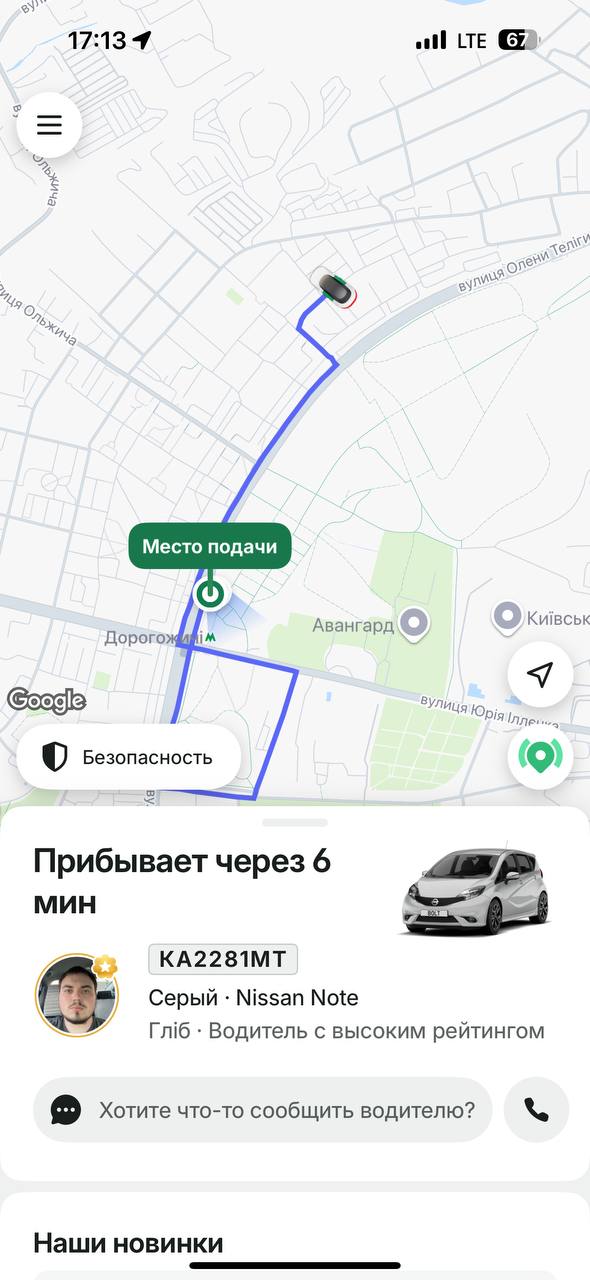 17:13
LTE
67
вул
Ольжича
вулиця Олени Теліги
лиця Ольжича
Место подачи
Дорогожичі
Авангард
Київськ
вулиця Юрія Іллєнка
Google
Безопасность
Прибывает через 6
мин
BOLT
KA2281MT
Серый · Nissan Note
Гліб · Водитель с высоким рейтингом
Хотите что-то сообщить водителю?
Наши новинки